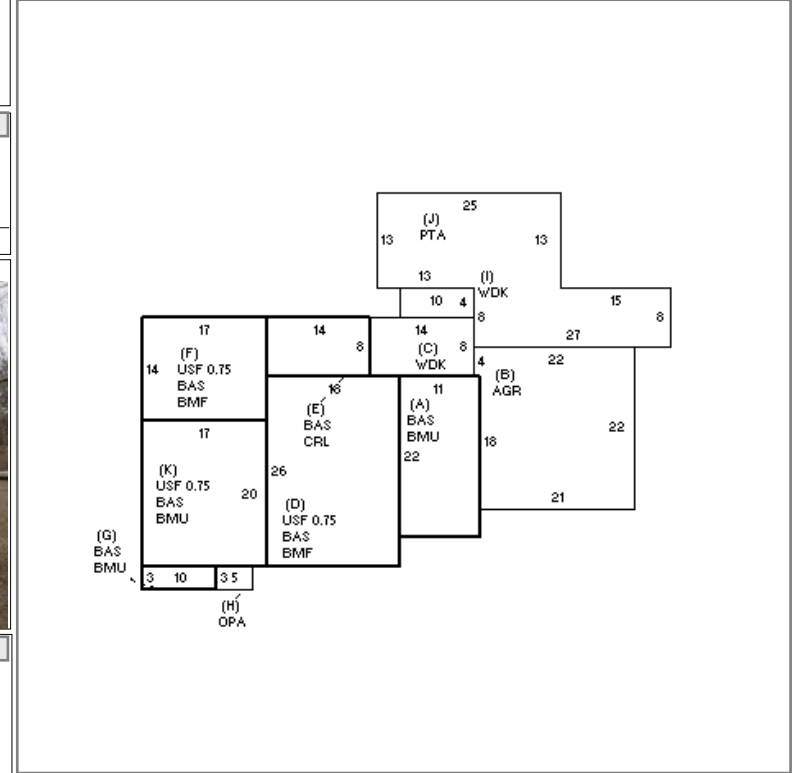 25
(J)
PTA
13
13
13
(I)
WDK
10
4
15
8
8
27
17
14
8
14
(C)
WDK
8
4
22
(B)
AGR
14
(F)
USF 0.75
BAS
BMF
18
11
(E)
BAS
CRL
(A)
BAS
BMU
22
18
22
17
26
(K)
USF 0.75
BAS
BMU
20
(D)
USF 0.75
BAS
BMF
21
(G)
BAS
BMU
3
10
3
5
(H)
OPA